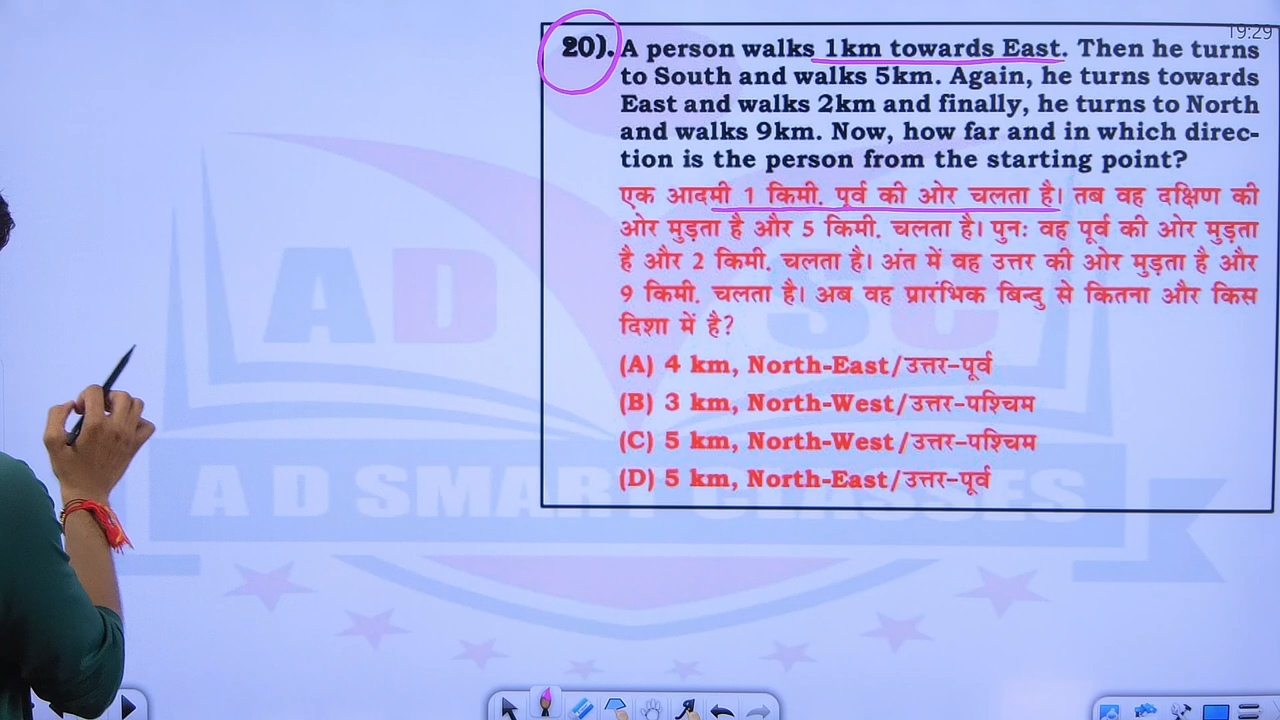 19:29
20). A person walks 1km towards East. Then he turns
to South and walks 5km. Again, he turns towards
East and walks 2km and finally, he turns to North
and walks 9km. Now, how far and in which direc-
tion is the person from the starting point?
एक आदमी 1 किमी. पूर्व की ओर चलता है। तब वह दक्षिण की
ओर मुड़ता है और 5 किमी. चलता है। पुनः वह पूर्व की ओर मुड़ता
है और 2 किमी. चलता है। अंत में वह उत्तर की ओर मुड़ता है और
9 किमी. चलता है। अब वह प्रारंभिक बिन्दु से कितना और किस
दिशा में है?
(A) 4 km, North-East/उत्तर-पूर्व
(B) 3 km, North-West/उत्तर-पश्चिम
(C) 5 km, North-West/उत्तर-पश्चिम
(D) 5 km, North-East/उत्तर-पूर्व
AD SC
A D SMART CLASSES